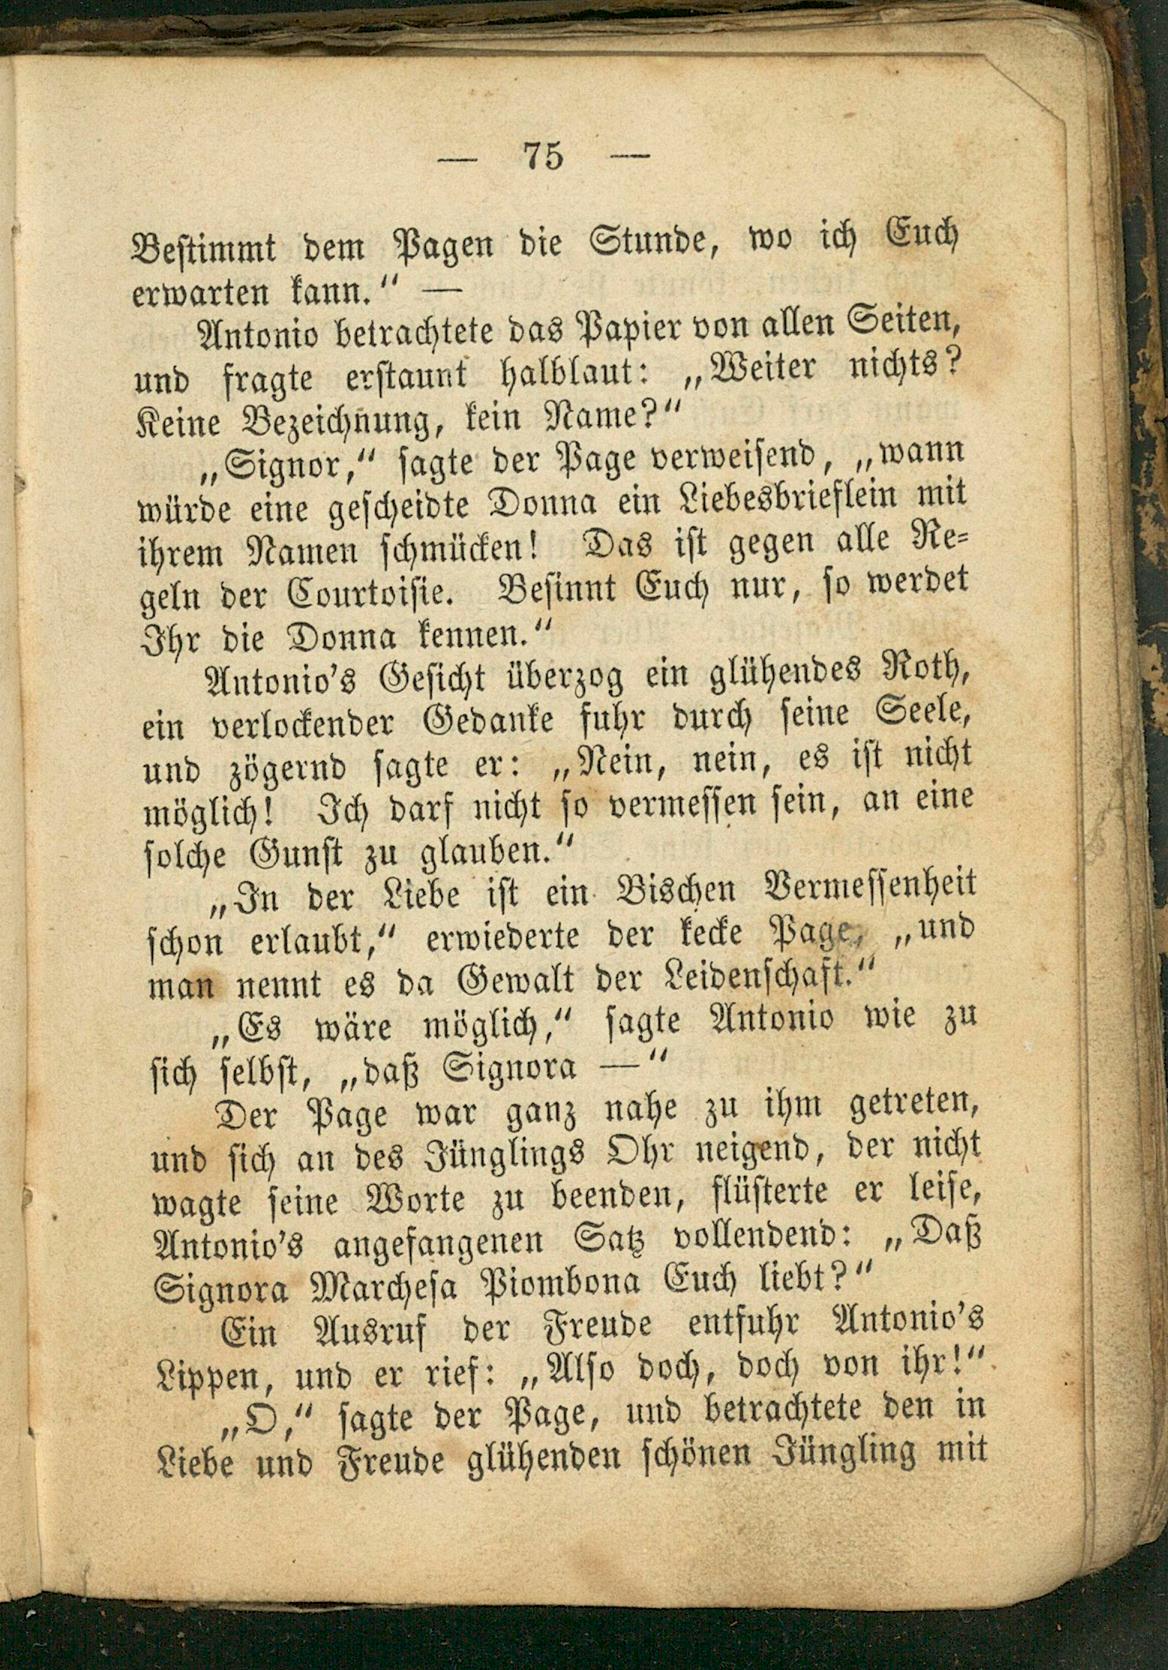 — 75 —
Bestimmt dem Pagen die Stunde, wo ich Euch
erwarten kann.“ —
Antonio betrachtete das Papier von allen Seiten,
und fragte erstaunt halblaut: „Weiter nichts?
Keine Bezeichnung, kein Name?“
„Signor,“ sagte der Page verweisend, „wann
würde eine gescheidte Donna ein Liebesbrieflein mit
ihrem Namen schmücken! Das ist gegen alle Re-
geln der Courtoisie. Besinnt Euch nur, so werdet
Ihr die Donna kennen.“
Antonio's Gesicht überzog ein glühendes Roth,
ein verlockender Gedanke fuhr durch seine Seele,
und zögernd sagte er: „Nein, nein, es ist nicht
möglich! Ich darf nicht so vermessen sein, an eine
solche Gunst zu glauben.“
„In der Liebe ist ein Bischen Vermessenheit
schon erlaubt,“ erwiederte der kecke Page, „und
man nennt es da Gewalt der Leidenschaft.“
„Es wäre möglich,“ sagte Antonio wie zu
sich selbst, „daß Signora —“
Der Page war ganz nahe zu ihm getreten,
und sich an des Jünglings Ohr neigend, der nicht
wagte seine Worte zu beenden, flüsterte er leise,
Antonio's angefangenen Satz vollendend: „Daß
Signora Marchesa Piombona Euch liebt?“
Ein Ausruf der Freude entfuhr Antonio's
Lippen, und er rief: „Also doch, doch von ihr!“
„O,“ sagte der Page, und betrachtete den in
Liebe und Freude glühenden schönen Jüngling mit